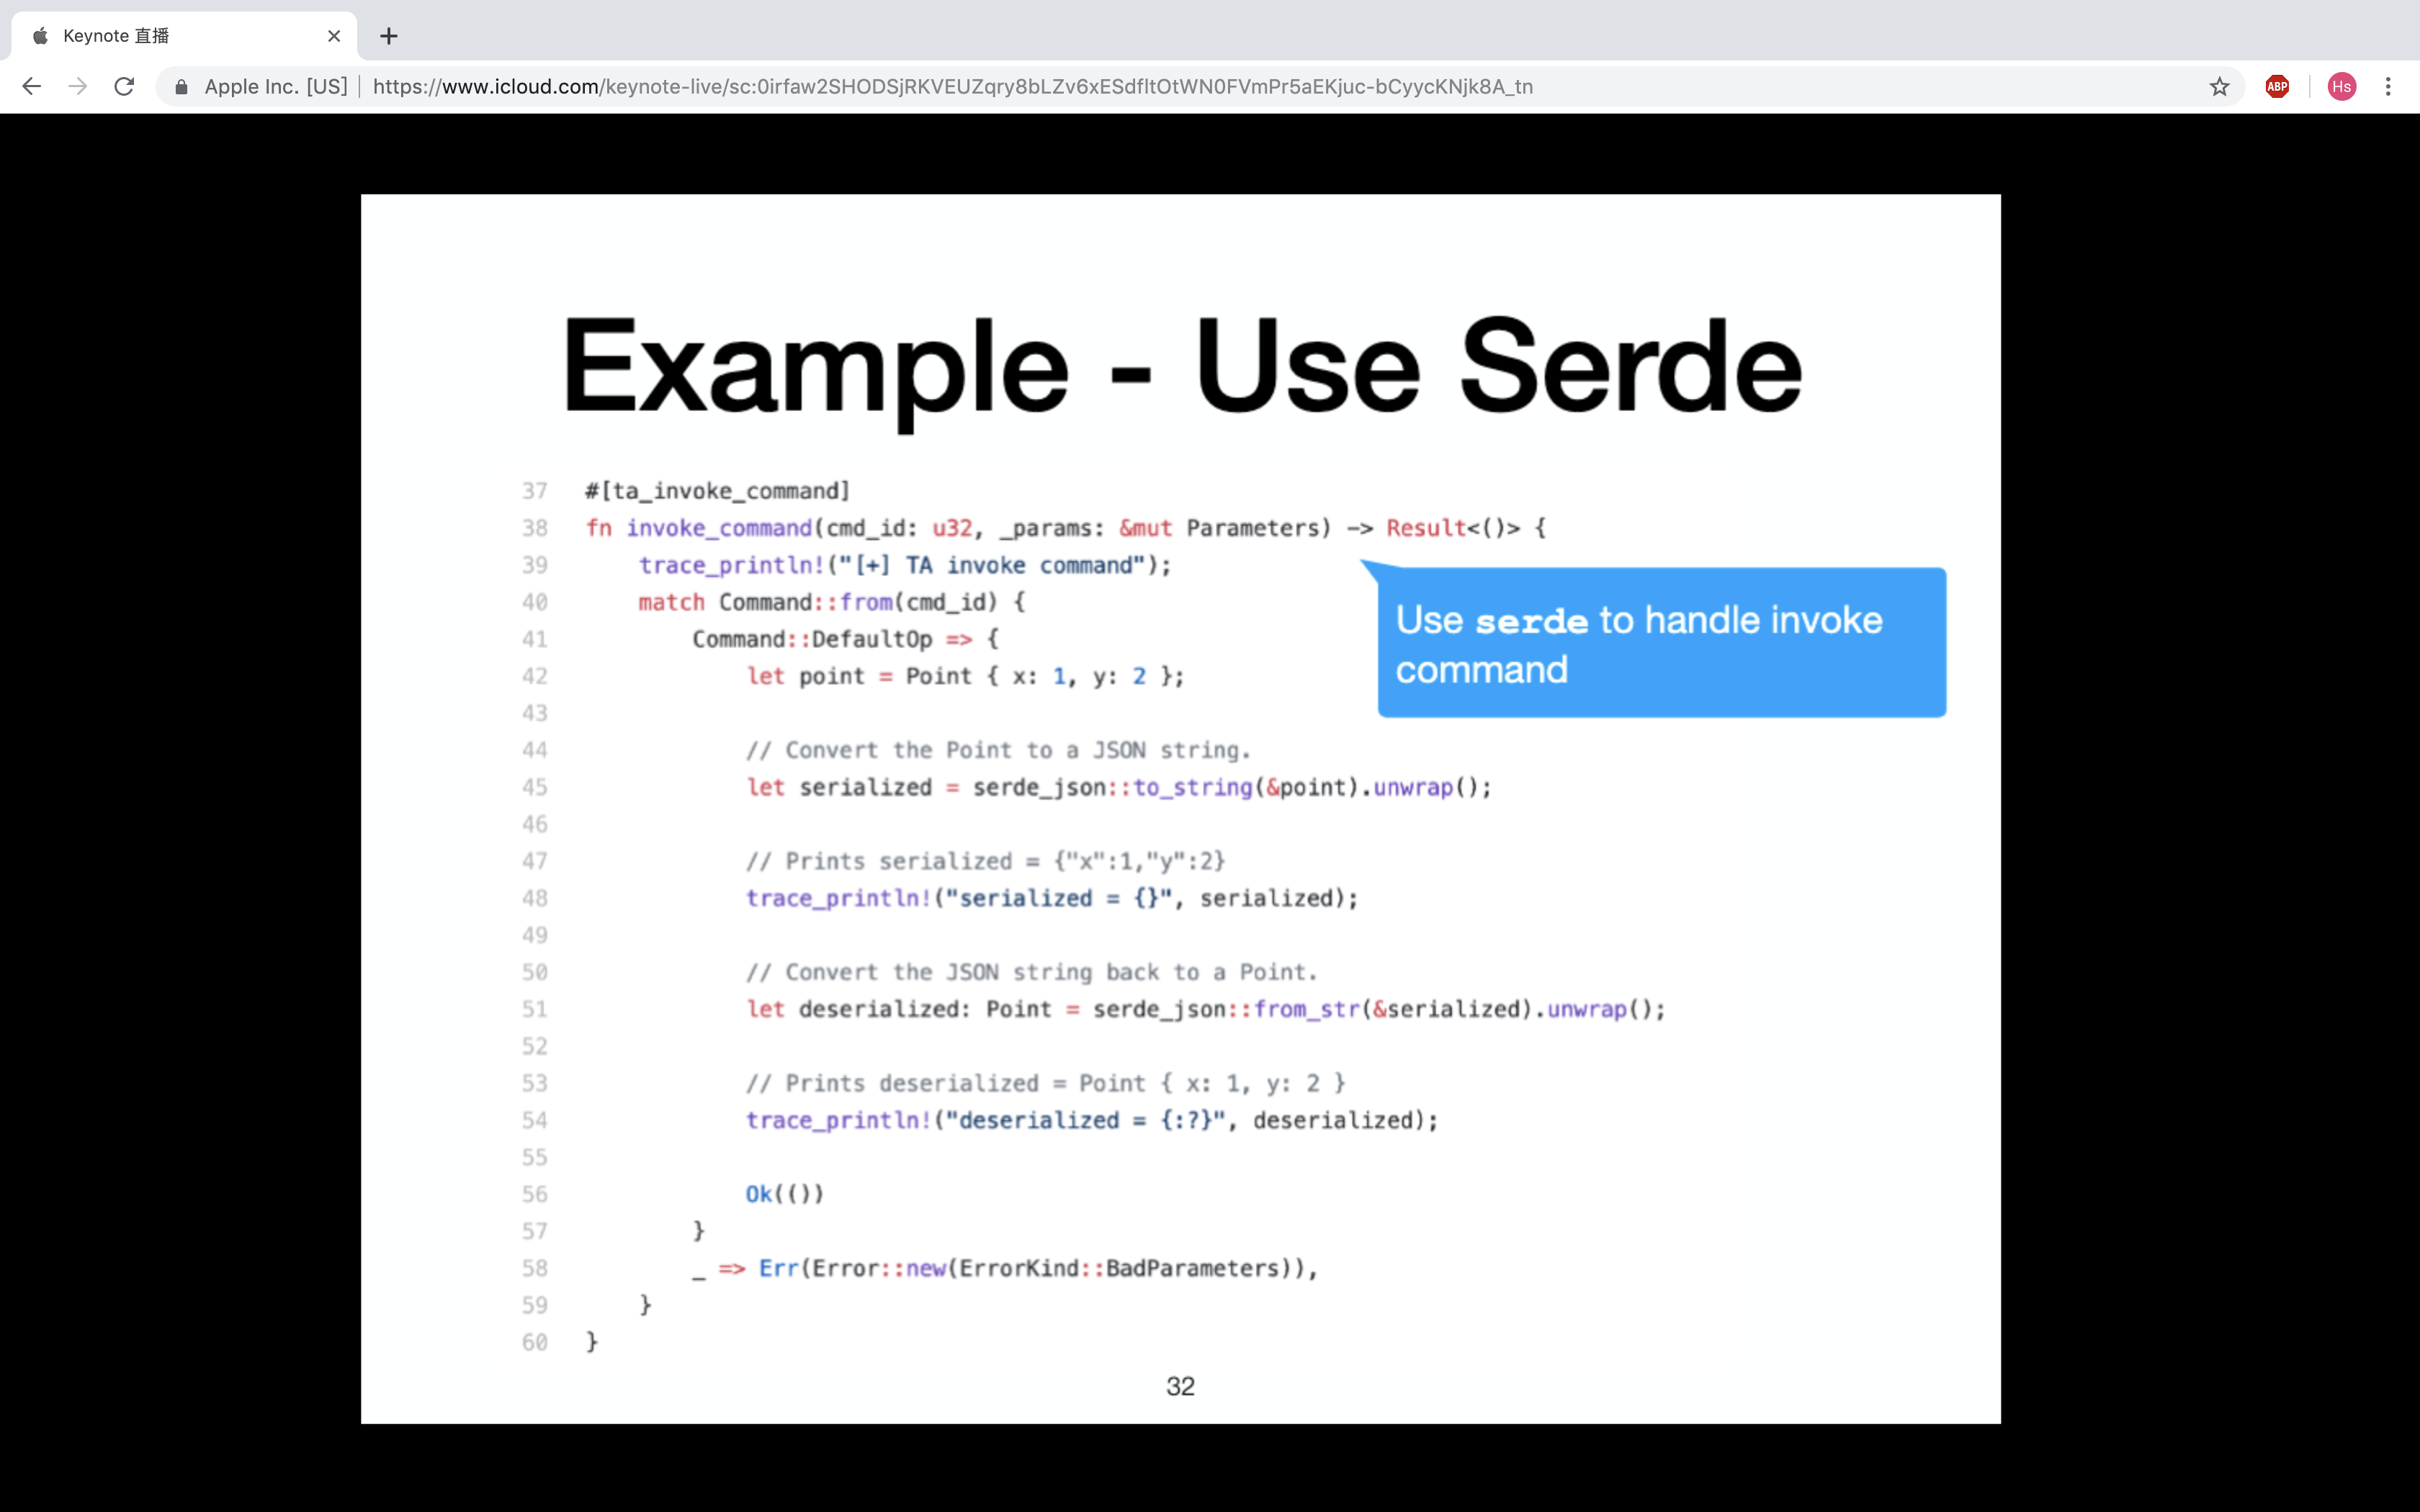 Keynote 直播
Apple Inc. [US] | https://www.icloud.com/keynote-live/sc:0irfaw2SHODSjRKVEUZqry8bLZv6xESdfltOtWN0FVmPr5aEKjuc-bCyycKNjk8A_tn
ABP
Hs
Example - Use Serde
37 #[ta_invoke_command]
38 fn invoke_command(cmd_id: u32, _params: &mut Parameters) -> Result<()> {
39     trace_println!("[+] TA invoke command");
40     match Command::from(cmd_id) {
41         Command::DefaultOp => {
42             let point = Point { x: 1, y: 2 };
43
44             // Convert the Point to a JSON string.
45             let serialized = serde_json::to_string(&point).unwrap();
46
47             // Prints serialized = {"x":1,"y":2}
48             trace_println!("serialized = {}", serialized);
49
50             // Convert the JSON string back to a Point.
51             let deserialized: Point = serde_json::from_str(&serialized).unwrap();
52
53             // Prints deserialized = Point { x: 1, y: 2 }
54             trace_println!("deserialized = {:?}", deserialized);
55
56             Ok(())
57         }
58         _ => Err(Error::new(ErrorKind::BadParameters)),
59     }
60 }
Use serde to handle invoke
command
32